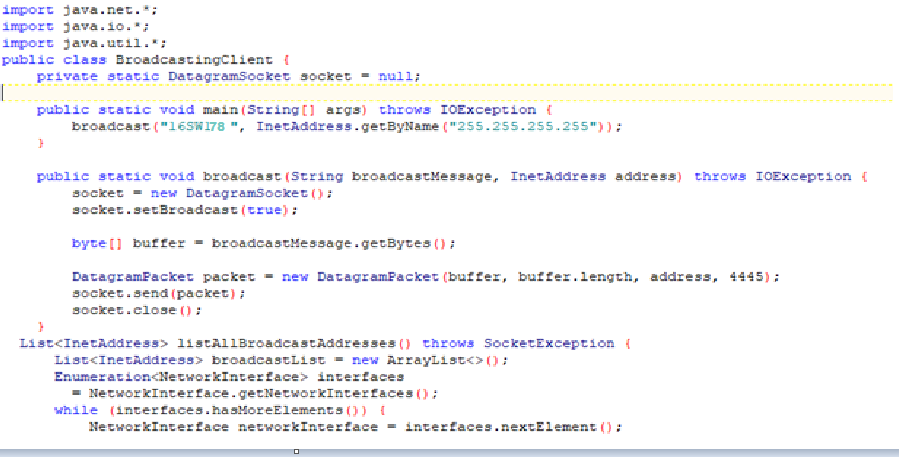 import java.net.*;
import java.io.*;
import java.util.*;
public class BroadcastingClient {
    private static DatagramSocket socket = null;

    public static void main(String[] args) throws IOException {
        broadcast("16SW178 ", InetAddress.getByName("255.255.255.255"));
    }

    public static void broadcast(String broadcastMessage, InetAddress address) throws IOException {
        socket = new DatagramSocket();
        socket.setBroadcast(true);

        byte[] buffer = broadcastMessage.getBytes();

        DatagramPacket packet = new DatagramPacket(buffer, buffer.length, address, 4445);
        socket.send(packet);
        socket.close();
    }
  List<InetAddress> listAllBroadcastAddresses() throws SocketException {
      List<InetAddress> broadcastList = new ArrayList<>();
      Enumeration<NetworkInterface> interfaces
        = NetworkInterface.getNetworkInterfaces();
      while (interfaces.hasMoreElements()) {
          NetworkInterface networkInterface = interfaces.nextElement();